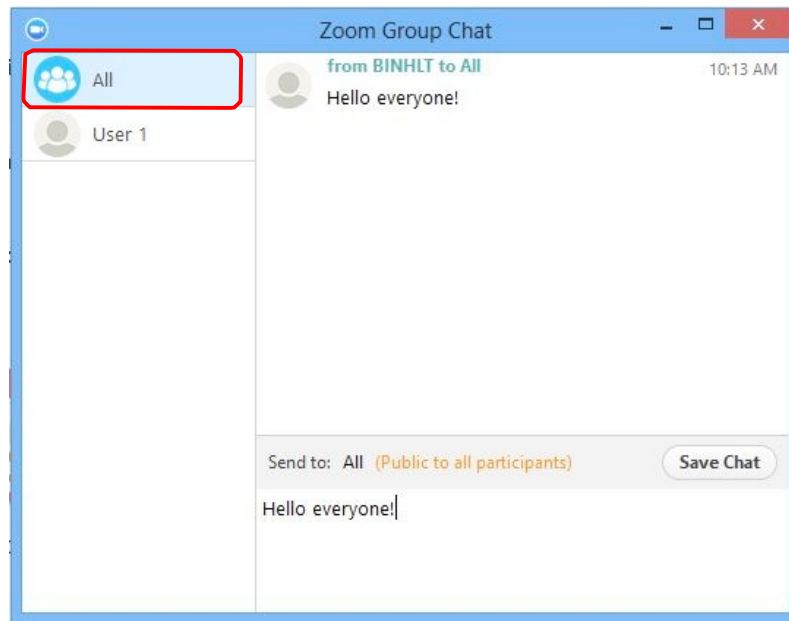 Zoom Group Chat
All
User 1
from BINHLT to All 10:13 AM
Hello everyone!
Send to: All (Public to all participants) Save Chat
Hello everyone!